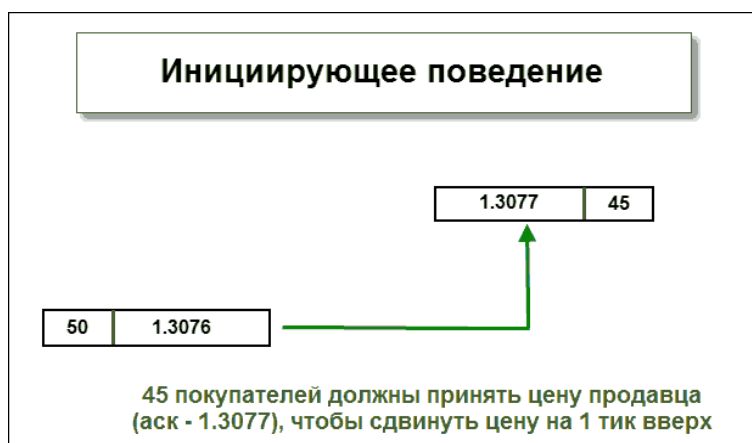 Инициирующее поведение
1.3077 45
50 1.3076
45 покупателей должны принять цену продавца
(аск - 1.3077), чтобы сдвинуть цену на 1 тик вверх